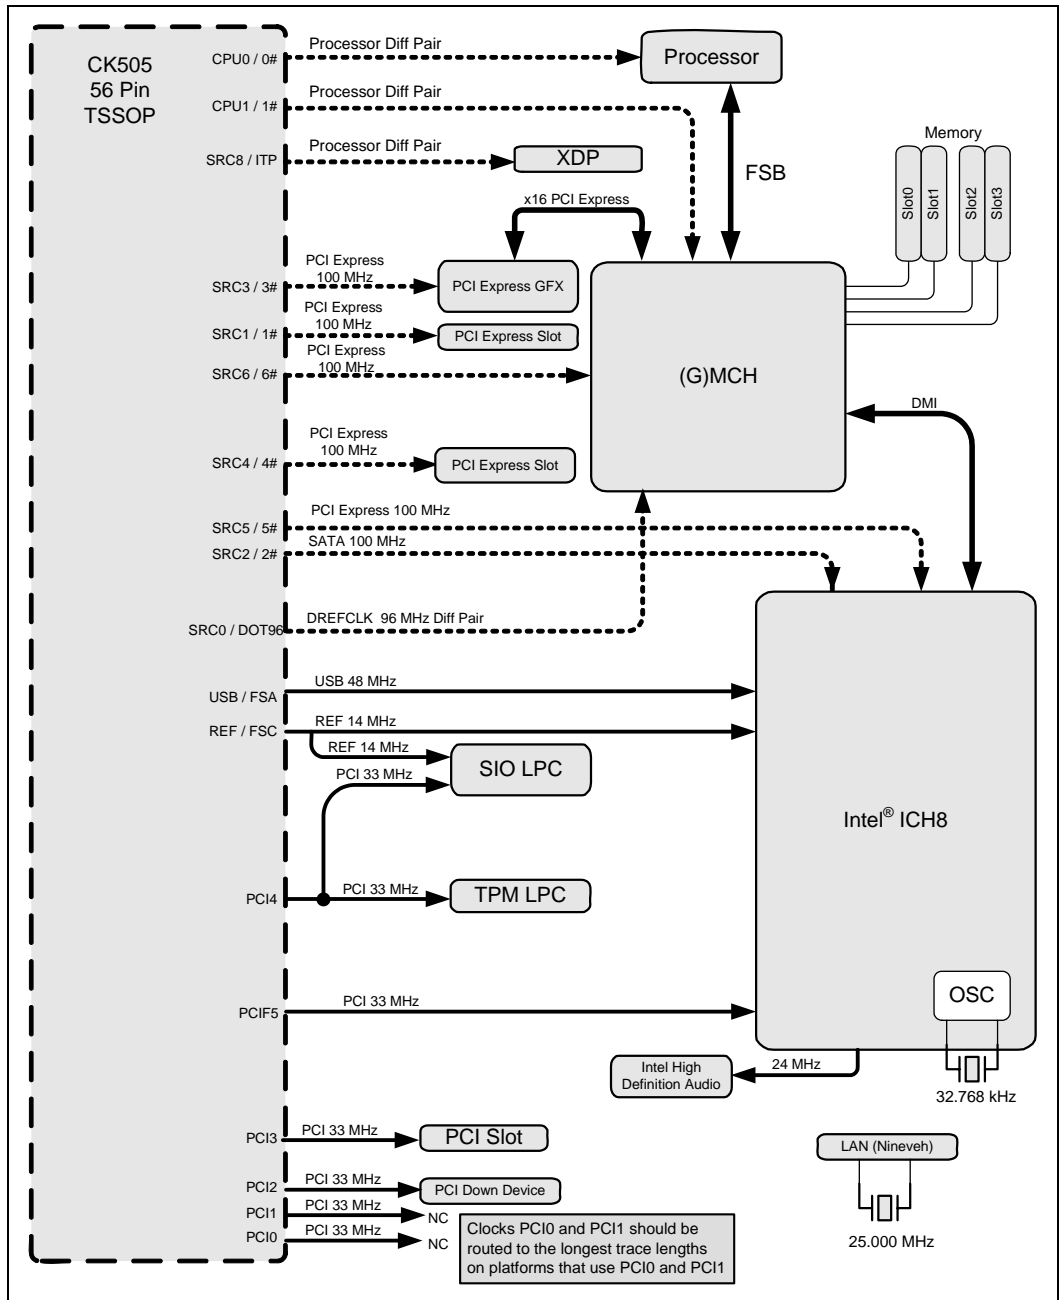 CK505
56 Pin
TSSOP
CPU0 / 0#
Processor Diff Pair
Processor
CPU1 / 1#
Processor Diff Pair
SRC8 / ITP
Processor Diff Pair
XDP
FSB
Memory
Slot0
Slot1
Slot2
Slot3
x16 PCI Express
SRC3 / 3#
PCI Express
100 MHz
PCI Express GFX
SRC1 / 1#
PCI Express
100 MHz
PCI Express Slot
SRC6 / 6#
PCI Express
100 MHz
(G)MCH
DMI
SRC4 / 4#
PCI Express
100 MHz
PCI Express Slot
SRC5 / 5#
PCI Express 100 MHz
SRC2 / 2#
SATA 100 MHz
SRC0 / DOT96
DREFCLK 96 MHz Diff Pair
USB / FSA
USB 48 MHz
REF / FSC
REF 14 MHz
REF 14 MHz
PCI 33 MHz
SIO LPC
Intel® ICH8
PCI4
PCI 33 MHz
TPM LPC
PCIF5
PCI 33 MHz
OSC
32.768 kHz
24 MHz
Intel High
Definition Audio
PCI3
PCI 33 MHz
PCI Slot
LAN (Nineveh)
25.000 MHz
PCI2
PCI 33 MHz
PCI Down Device
PCI1
PCI 33 MHz
NC
PCI0
PCI 33 MHz
NC
Clocks PCI0 and PCI1 should be
routed to the longest trace lengths
on platforms that use PCI0 and PCI1